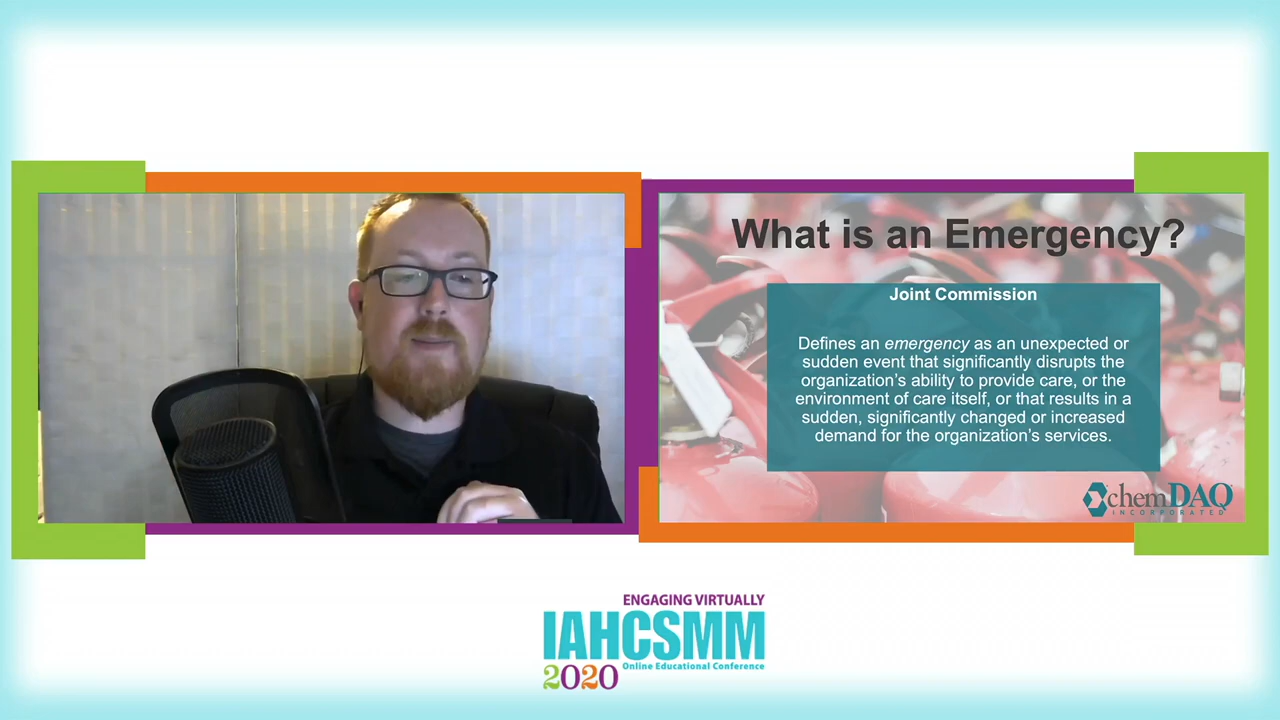 What is an Emergency?
Joint Commission
Defines an emergency as an unexpected or
sudden event that significantly disrupts the
organization's ability to provide care, or the
environment of care itself, or that results in a
sudden, significantly changed or increased
demand for the organization's services.
chemDAQ
INCORPORATED
ENGAGING VIRTUALLY
IAHCSMM
2020 Online Educational Conference